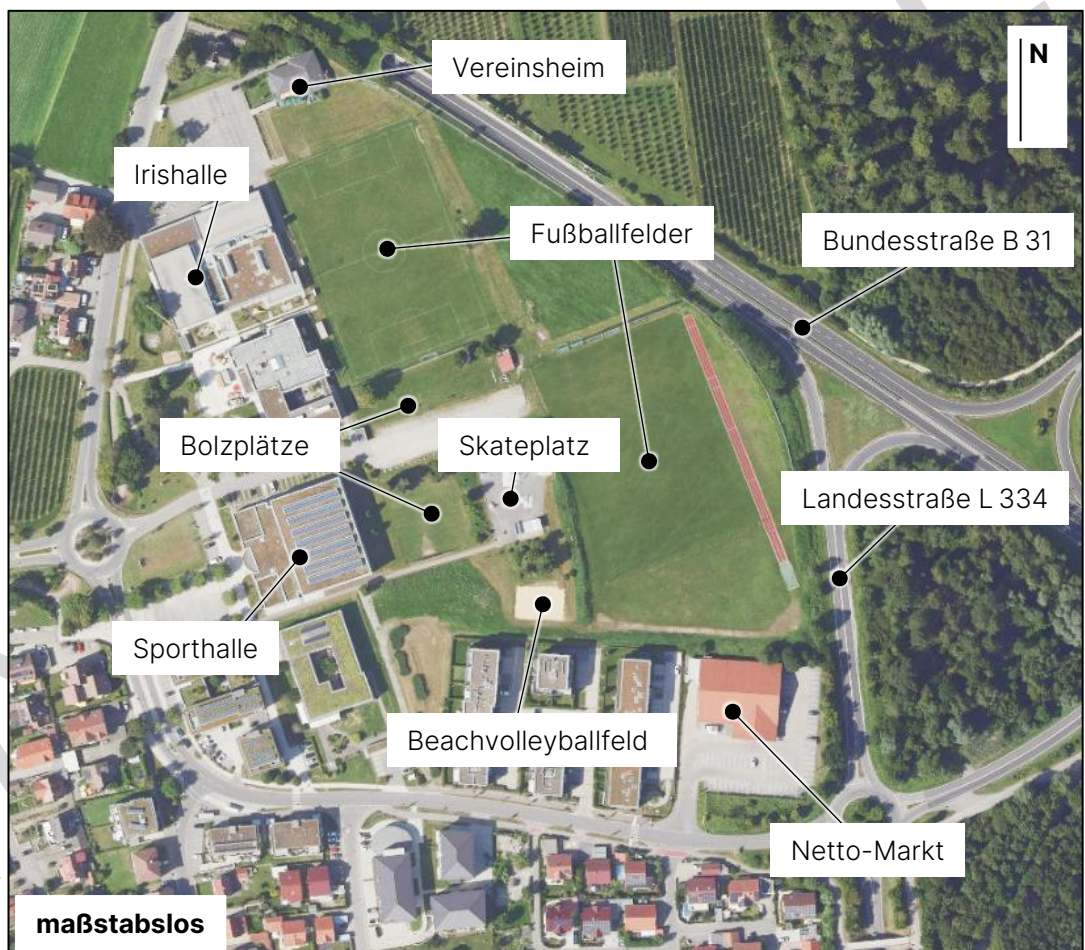 Vereinsheim
N
Irishalle
Fußballfelder
Bundesstraße B 31
Bolzplätze
Skateplatz
Landesstraße L 334
Sporthalle
Beachvolleyballfeld
Netto-Markt
maßstabslos